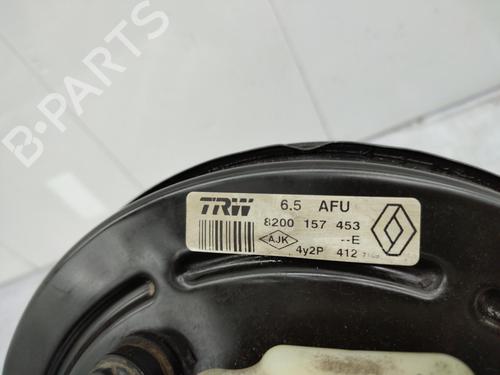 B-PARTS
TRW 6.5 AFU
8200 157 453
AJK --E
4y2P 412